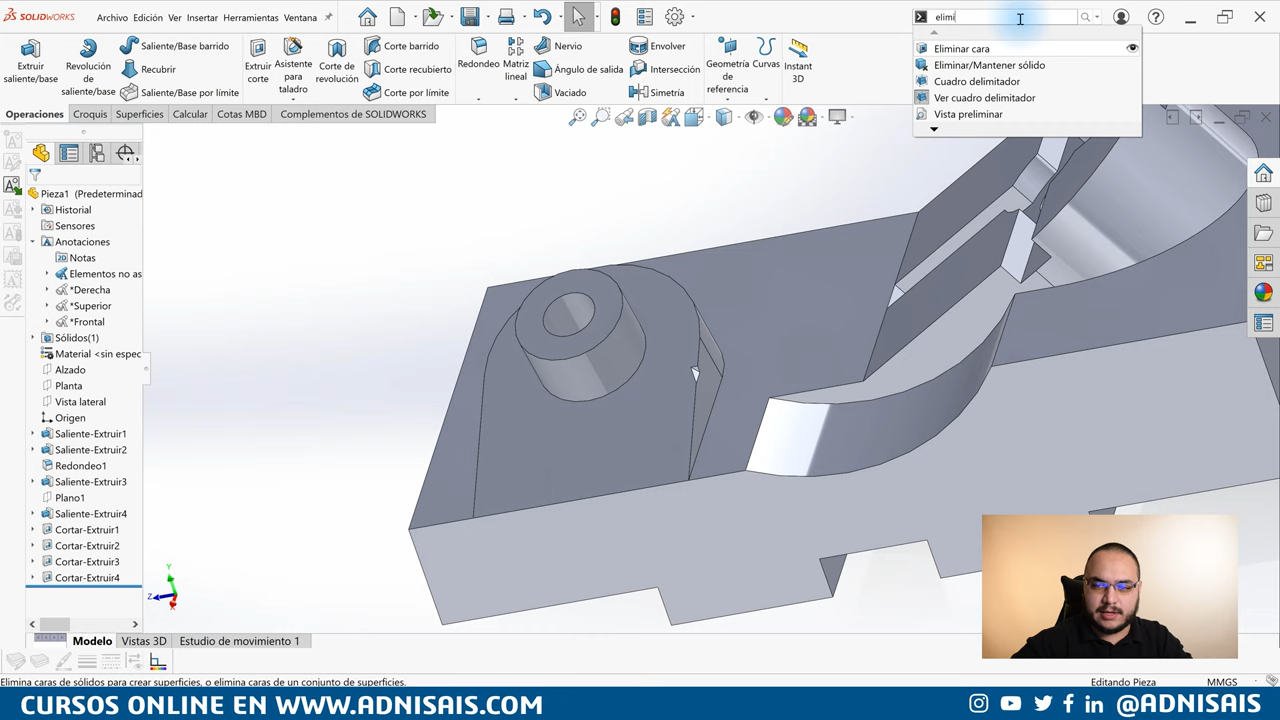 SOLIDWORKS
Archivo Edición Ver Insertar Herramientas Ventana
elimi
Eliminar cara
Eliminar/Mantener sólido
Cuadro delimitador
Ver cuadro delimitador
Vista preliminar
Extruir saliente/base
Revolución de saliente/base
Saliente/Base barrido
Recubrir
Saliente/Base por límite
Extruir corte
Asistente para taladro
Corte de revolución
Corte barrido
Corte recubierto
Corte por límite
Redondeo
Matriz lineal
Nervio
Ángulo de salida
Vaciado
Envolver
Intersección
Simetría
Geometría de referencia
Curvas
Instant 3D
Operaciones Croquis Superficies Calcular Cotas MBD Complementos de SOLIDWORKS
Pieza1 (Predeterminad
Historial
Sensores
Anotaciones
Notas
Elementos no as
*Derecha
*Superior
*Frontal
Sólidos(1)
Material <sin espec
Alzado
Planta
Vista lateral
Origen
Saliente-Extruir1
Saliente-Extruir2
Redondeo1
Saliente-Extruir3
Plano1
Saliente-Extruir4
Cortar-Extruir1
Cortar-Extruir2
Cortar-Extruir3
Cortar-Extruir4
Y
Z
X
Modelo Vistas 3D Estudio de movimiento 1
Elimina caras de sólidos para crear superficies, o elimina caras de un conjunto de superficies.
Editando Pieza
MMGS
CURSOS ONLINE EN WWW.ADNISAIS.COM
@ADNISAIS